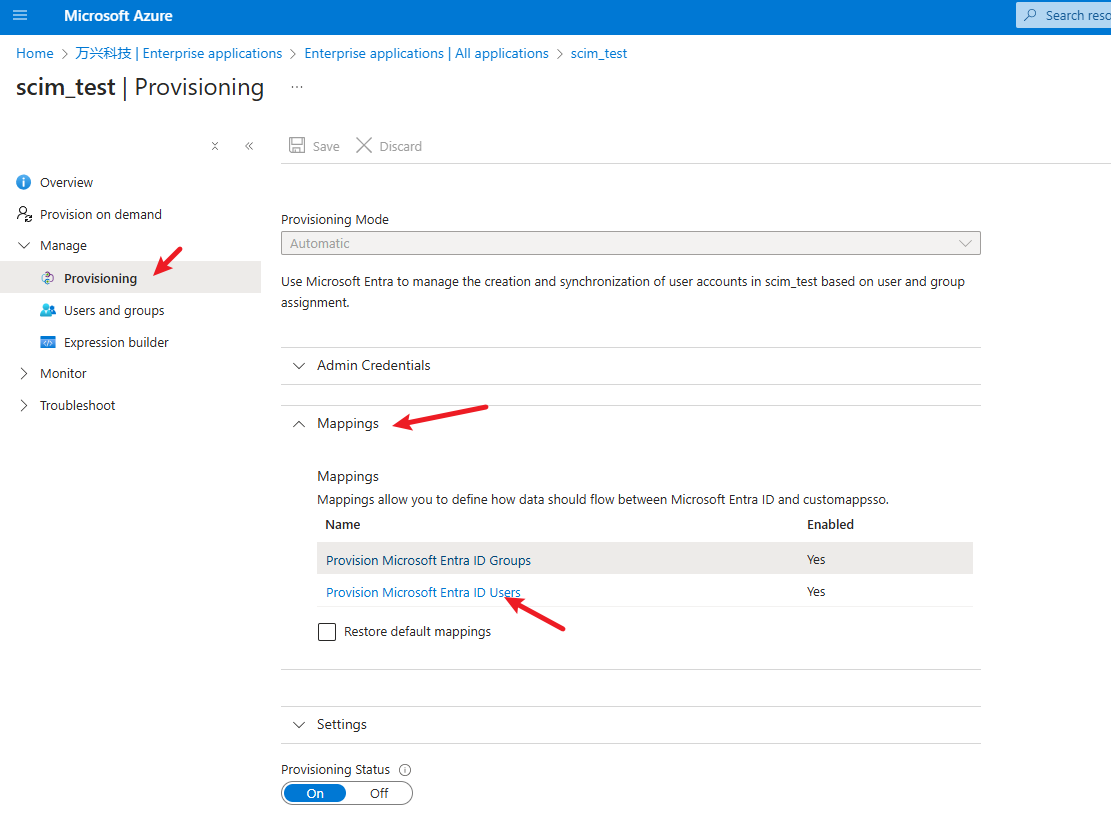 Microsoft Azure
Search reso
Home > 万兴科技 | Enterprise applications > Enterprise applications | All applications > scim_test
scim_test | Provisioning ...
Save Discard
Overview
Provision on demand
Manage
Provisioning
Users and groups
Expression builder
Monitor
Troubleshoot
Provisioning Mode
Automatic
Use Microsoft Entra to manage the creation and synchronization of user accounts in scim_test based on user and group
assignment.
Admin Credentials
Mappings
Mappings
Mappings allow you to define how data should flow between Microsoft Entra ID and customappsso.
Name Enabled
Provision Microsoft Entra ID Groups Yes
Provision Microsoft Entra ID Users Yes
Restore default mappings
Settings
Provisioning Status
On Off